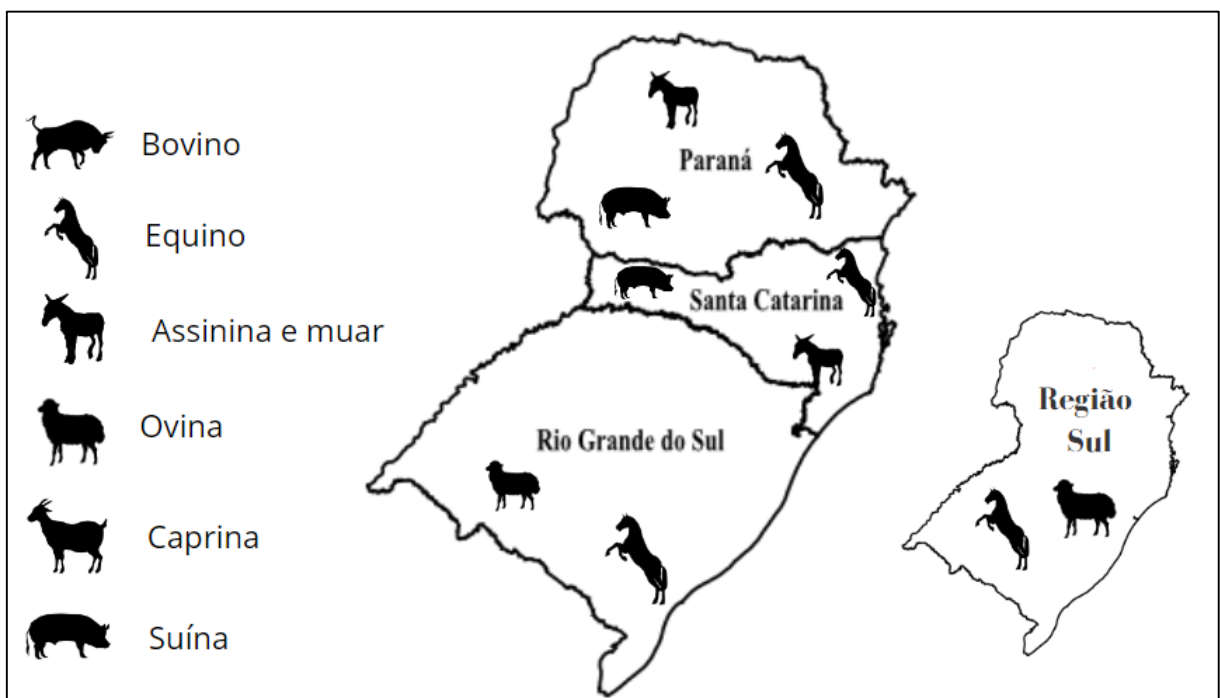 Bovino
Equino
Assinina e muar
Ovina
Caprina
Suína
Paraná
Santa Catarina
Rio Grande do Sul
Região
Sul